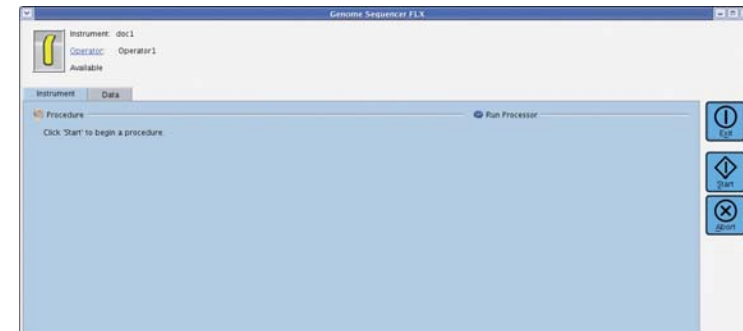 Genome Sequencer FLX
Instrument: doc1
Operator: Operator1
Available
Instrument Data
Procedure Run Processor
Click 'Start' to begin a procedure.
Exit
Start
Abort